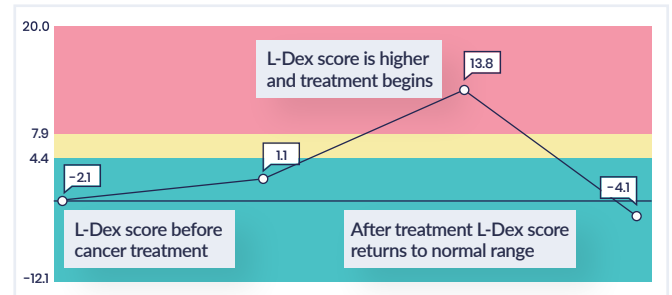 20.0
L-Dex score is higher
and treatment begins
13.8
7.9
4.4
1.1
−2.1
−4.1
L-Dex score before
cancer treatment
After treatment L-Dex score
returns to normal range
−12.1